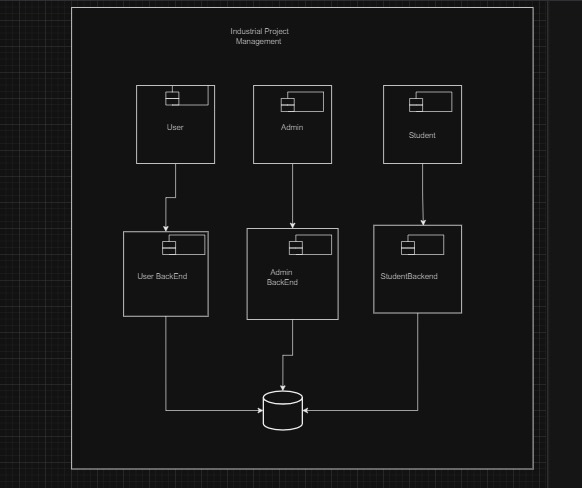 Industrial Project
Management
User
Admin
Student
User BackEnd
Admin
BackEnd
StudentBackend